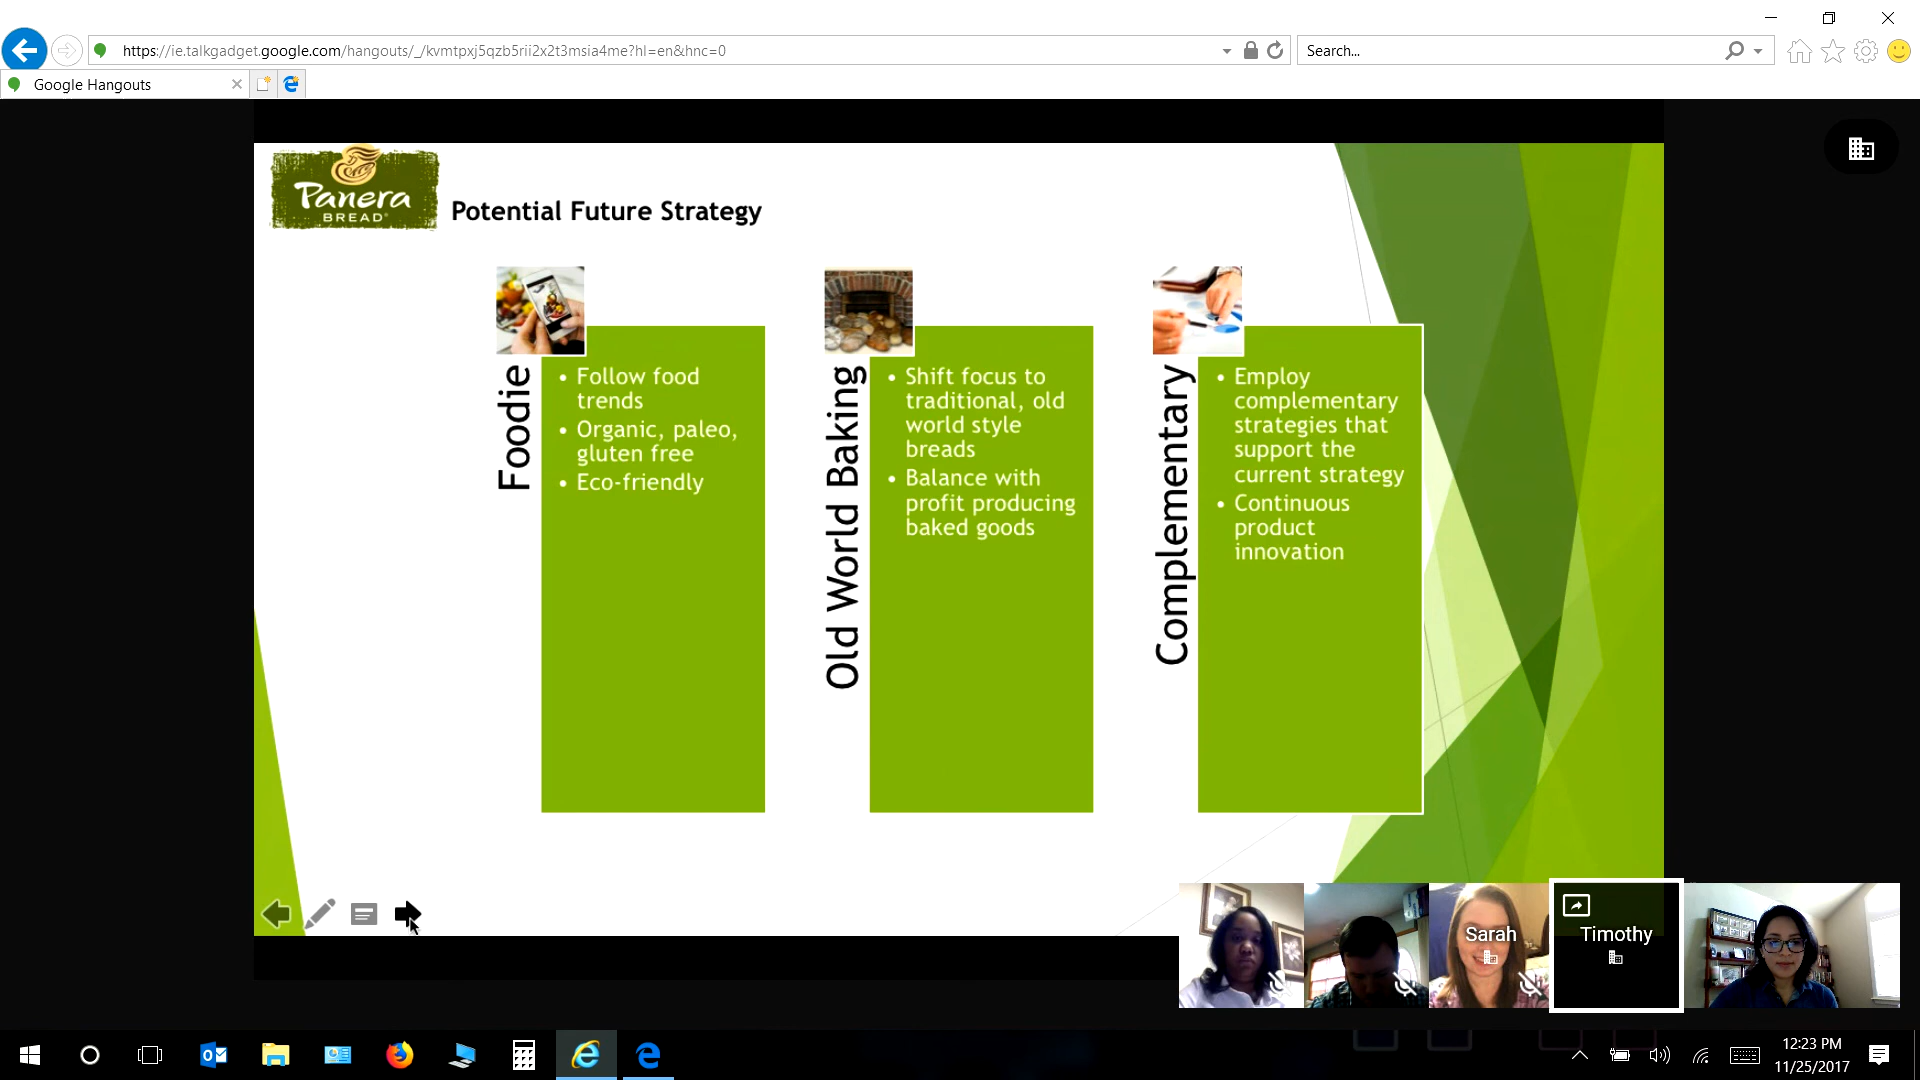 https://ie.talkgadget.google.com/hangouts/_/kvmtpxj5qzb5rii2x2t3msia4me?hl=en&hnc=0
Search...
Google Hangouts
Panera
BREAD
Potential Future Strategy
Foodie
• Follow food
trends
• Organic, paleo,
gluten free
• Eco-friendly
Old World Baking
• Shift focus to
traditional, old
world style
breads
• Balance with
profit producing
baked goods
Complementary
• Employ
complementary
strategies that
support the
current strategy
• Continuous
product
innovation
Sarah
Timothy
12:23 PM
11/25/2017